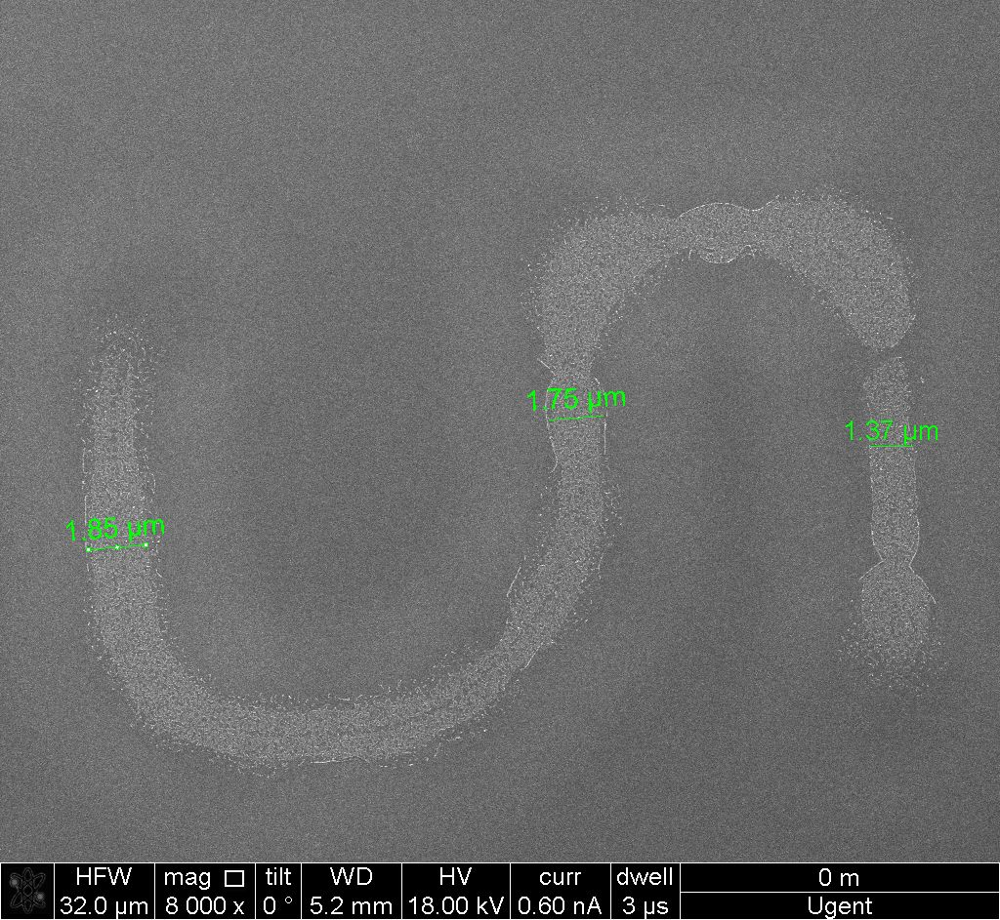 1.75 µm
1.37 µm
1.85 µm
HFW mag tilt WD HV curr dwell 0 m
32.0 µm 8 000 x 0 ° 5.2 mm 18.00 kV 0.60 nA 3 µs Ugent